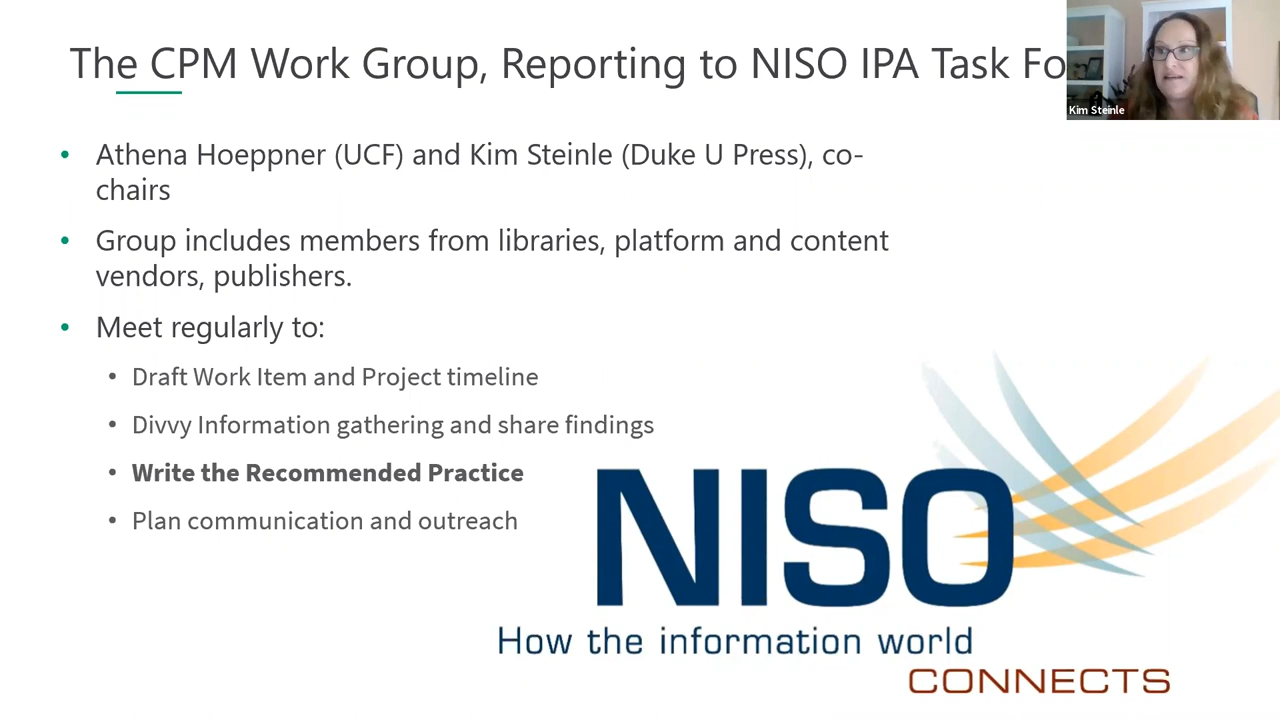 The CPM Work Group, Reporting to NISO IPA Task Fo
Kim Steinle
• Athena Hoeppner (UCF) and Kim Steinle (Duke U Press), co-
chairs
• Group includes members from libraries, platform and content
vendors, publishers.
• Meet regularly to:
• Draft Work Item and Project timeline
• Divvy Information gathering and share findings
• Write the Recommended Practice
• Plan communication and outreach
NISO
How the information world
CONNECTS